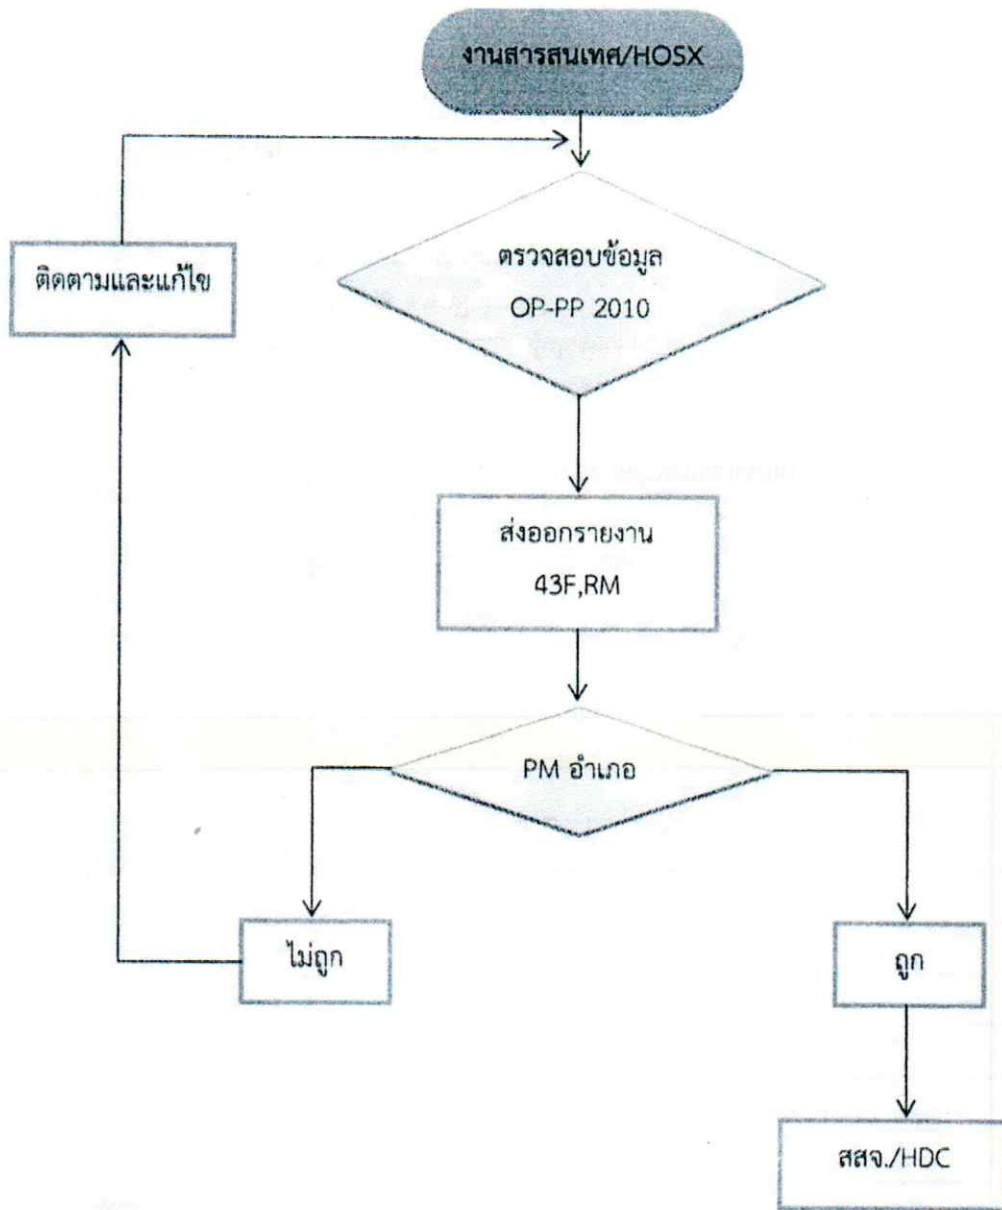 งานสารสนเทศ/HOSX
ตรวจสอบข้อมูล
OP-PP 2010
ติดตามและแก้ไข
ส่งออกรายงาน
43F,RM
PM อำเภอ
ไม่ถูก
ถูก
สสจ./HDC